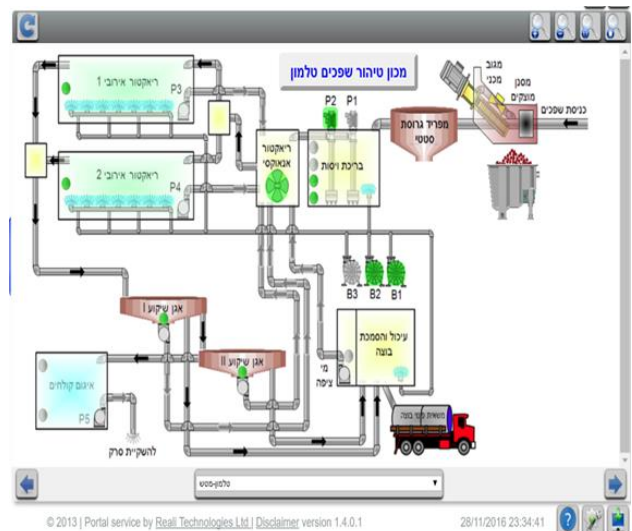 מכון טיהור שפכים טלמון
מגוב
מכני
מסנן
מוצקים
כניסת שפכים
מפריד גרוסת
סטטי
P2
P1
בריכת ויסות
ריאקטור
אנאוקסי
ריאקטור אירובי 1
P3
ריאקטור אירובי 2
P4
B3
B2
B1
אגן שיקוע I
אגן שיקוע II
עיכול והסמכת
בוצה
מי
ציפה
איגום קולחים
P5
להשקיית סרק
משאית פינוי בוצה
טלמון-מטש
© 2013 | Portal service by Reali Technologies Ltd | Disclaimer version 1.4.0.1
28/11/2016 23:34:41